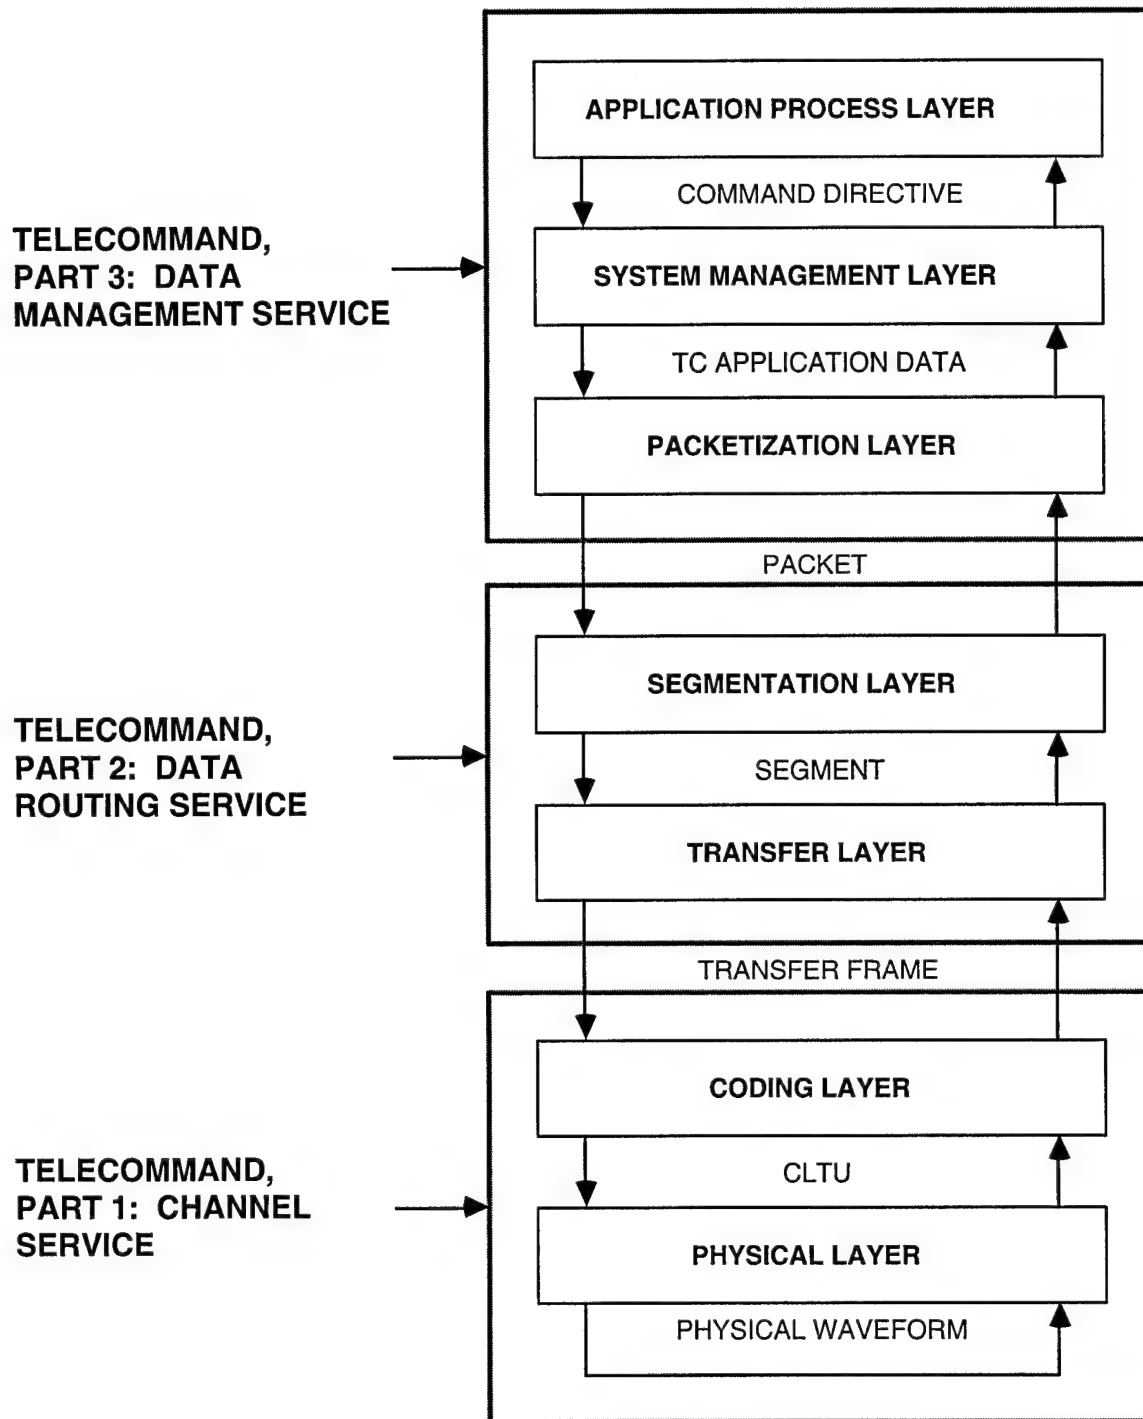 APPLICATION PROCESS LAYER
COMMAND DIRECTIVE
TELECOMMAND,
PART 3: DATA
MANAGEMENT SERVICE
SYSTEM MANAGEMENT LAYER
TC APPLICATION DATA
PACKETIZATION LAYER
PACKET
SEGMENTATION LAYER
TELECOMMAND,
PART 2: DATA
ROUTING SERVICE
SEGMENT
TRANSFER LAYER
TRANSFER FRAME
CODING LAYER
TELECOMMAND,
PART 1: CHANNEL
SERVICE
CLTU
PHYSICAL LAYER
PHYSICAL WAVEFORM